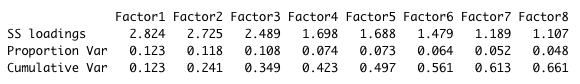 Factor1 Factor2 Factor3 Factor4 Factor5 Factor6 Factor7 Factor8
SS loadings 2.824 2.725 2.489 1.698 1.688 1.479 1.189 1.107
Proportion Var 0.123 0.118 0.108 0.074 0.073 0.064 0.052 0.048
Cumulative Var 0.123 0.241 0.349 0.423 0.497 0.561 0.613 0.661